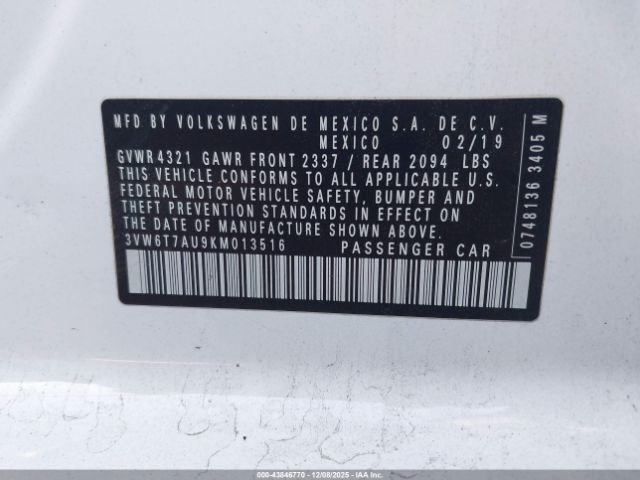 MFD BY VOLKSWAGEN DE MEXICO S.A. DE C.V.
MEXICO 02/19
GVWR 4321 GAWR FRONT 2337 / REAR 2094 LBS
THIS VEHICLE CONFORMS TO ALL APPLICABLE U.S.
FEDERAL MOTOR VEHICLE SAFETY, BUMPER AND
THEFT PREVENTION STANDARDS IN EFFECT ON
THE DATE OF MANUFACTURE SHOWN ABOVE.
3VW6T7AU9KM013516 PASSENGER CAR
0748136 3405 M
© - 43846770 - 12/08/2025 - IAA Inc.